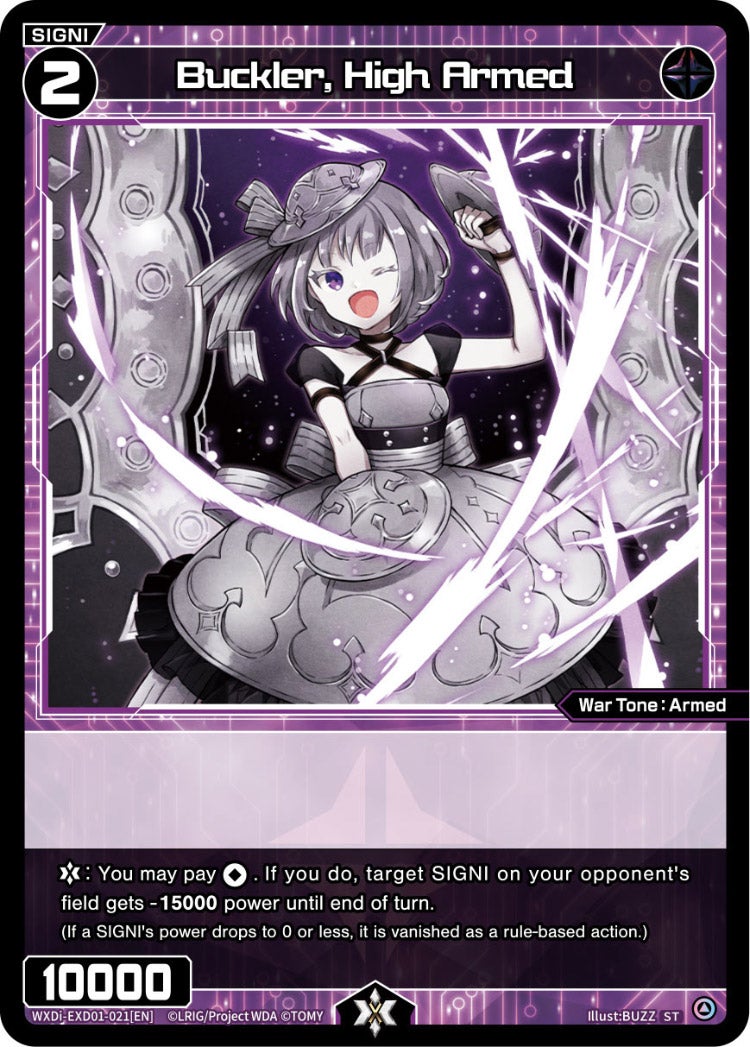 SIGNI
2
Buckler, High Armed
War Tone : Armed
: You may pay . If you do, target SIGNI on your opponent's
field gets -15000 power until end of turn.
(If a SIGNI's power drops to 0 or less, it is vanished as a rule-based action.)
10000
WXDi-EXD01-021[EN] ©LRIG/Project WDA ©TOMY
Illust:BUZZ ST